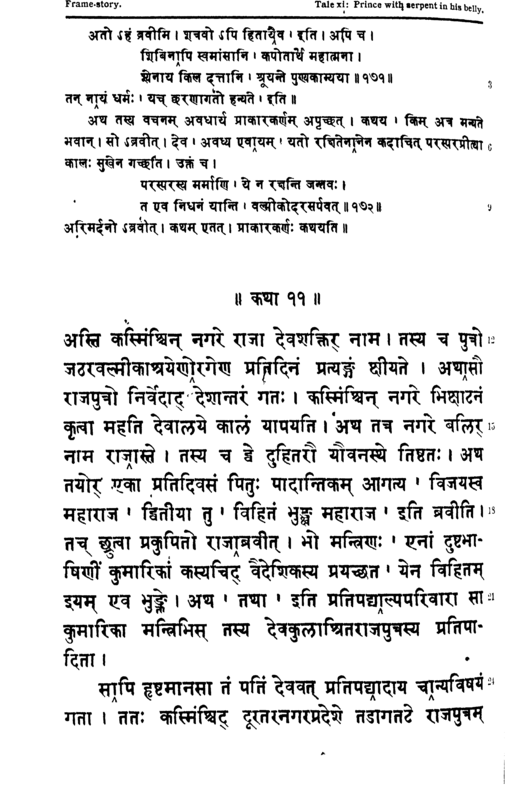 Frame-story. Tale xi: Prince with serpent in his belly.
अतो ऽहं ब्रवीमि। शत्रवो ऽपि हितायैव। इति। अपि च।
शिबिनापि स्वमांसानि। कपोतार्थे महात्मना।
श्येनाय किल दत्तानि। श्रूयन्ते पुण्यकाम्यया॥१७१॥ 3
तन् नायं धर्मः। यच् छरणागतो हन्यते। इति॥
अथ तस्य वचनम् अवधार्य प्राकारकर्णम् अपृच्छत्। कथय। किम् अत्र मन्यते
भवान्। सो ऽब्रवीत्। देव। अवध्य एवायम्। यतो रक्षितेनानेन कदाचित् परस्परप्रीत्या 6
कालः सुखेन गच्छति। उक्तं च।
परस्परस्य मर्माणि। ये न रक्षन्ति जन्तवः।
त एव निधनं यान्ति। वल्मीकोदरसर्पवत्॥१७२॥ 9
अरिमर्दनो ऽब्रवीत्। कथम् एतत्। प्राकारकर्णः कथयति॥
॥ कथा ११ ॥
अस्ति कस्मिंश्चिन् नगरे राजा देवशक्तिर् नाम। तस्य च पुत्रो 12
जठरवल्मीकाश्रयेणोरगेण प्रतिदिनं प्रत्यङ्गं क्षीयते। अथासौ
राजपुत्रो निर्वेदाद् देशान्तरं गतः। कस्मिंश्चिन् नगरे भिक्षाटनं
कृत्वा महति देवालये कालं यापयति। अथ तत्र नगरे बलिर् 15
नाम राजास्ते। तस्य च द्वे दुहितरौ यौवनस्थे तिष्ठतः। अथ
तयोर् एका प्रतिदिवसं पितुः पादान्तिकम् आगत्य। विजयस्व
महाराज। द्वितीया तु। विहितं भुङ्क्ष्व महाराज। इति ब्रवीति। 18
तच् छ्रुत्वा प्रकुपितो राजाब्रवीत्। भो मन्त्रिणः। एनां दुष्टभा-
षिणीं कुमारिकां कस्यचिद् वैदेशिकस्य प्रयच्छत। येन विहितम्
इयम् एव भुङ्क्ते। अथ। तथा। इति प्रतिपद्याल्पपरिवारा सा 21
कुमारिका मन्त्रिभिस् तस्य देवकुलाश्रितराजपुत्रस्य प्रतिपा-
दिता।
सापि हृष्टमानसा तं पतिं देववत् प्रतिपद्यादाय चान्यविषयं 24
गता। ततः कस्मिंश्चिद् दूरतरनगरप्रदेशे तडागतटे राजपुत्रम्